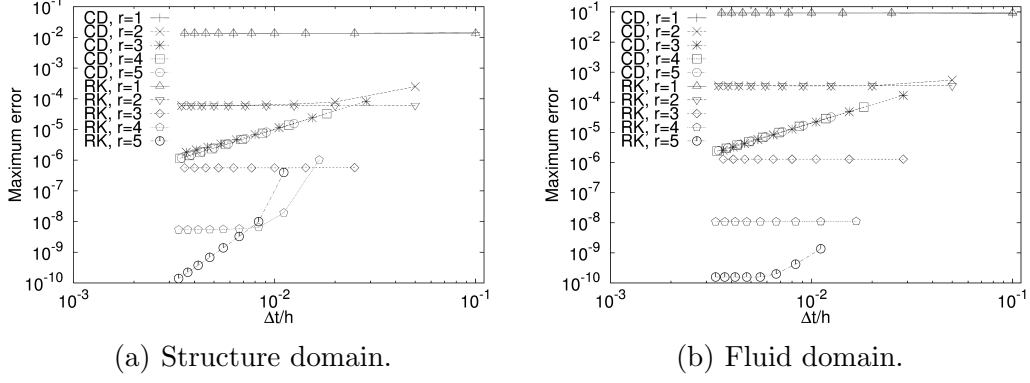 10^-1
10^-2
10^-3
10^-4
10^-5
10^-6
10^-7
10^-8
10^-9
10^-10
Maximum error
CD, r=1
CD, r=2
CD, r=3
CD, r=4
CD, r=5
RK, r=1
RK, r=2
RK, r=3
RK, r=4
RK, r=5
10^-3
10^-2
10^-1
Δt/h
(a) Structure domain.
10^-1
10^-2
10^-3
10^-4
10^-5
10^-6
10^-7
10^-8
10^-9
10^-10
Maximum error
CD, r=1
CD, r=2
CD, r=3
CD, r=4
CD, r=5
RK, r=1
RK, r=2
RK, r=3
RK, r=4
RK, r=5
10^-3
10^-2
10^-1
Δt/h
(b) Fluid domain.